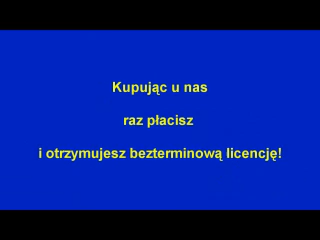 Kupując u nas
raz płacisz
i otrzymujesz bezterminową licencję!